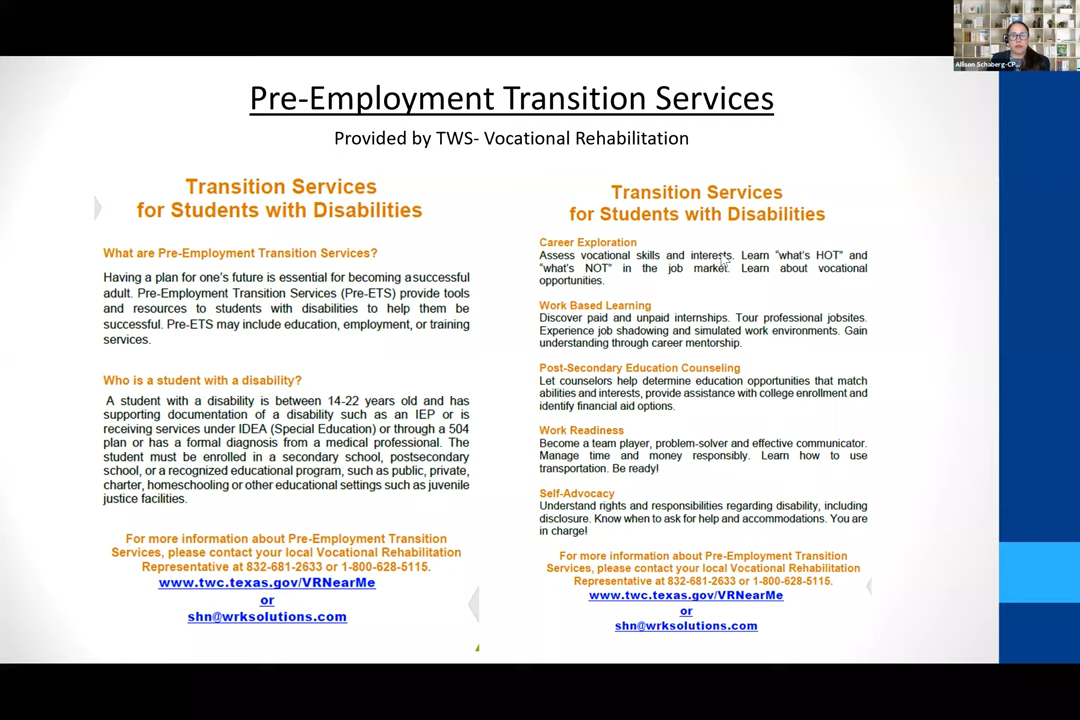 Allison Schaberg-CP...
Pre-Employment Transition Services
Provided by TWS- Vocational Rehabilitation
Transition Services
for Students with Disabilities
What are Pre-Employment Transition Services?
Having a plan for one's future is essential for becoming a successful
adult. Pre-Employment Transition Services (Pre-ETS) provide tools
and resources to students with disabilities to help them be
successful. Pre-ETS may include education, employment, or training
services.
Who is a student with a disability?
A student with a disability is between 14-22 years old and has
supporting documentation of a disability such as an IEP or is
receiving services under IDEA (Special Education) or through a 504
plan or has a formal diagnosis from a medical professional. The
student must be enrolled in a secondary school, postsecondary
school, or a recognized educational program, such as public, private,
charter, homeschooling or other educational settings such as juvenile
justice facilities.
For more information about Pre-Employment Transition
Services, please contact your local Vocational Rehabilitation
Representative at 832-681-2633 or 1-800-628-5115.
www.twc.texas.gov/VRNearMe
or
shn@wrksolutions.com
Transition Services
for Students with Disabilities
Career Exploration
Assess vocational skills and interests. Learn "what's HOT" and
"what's NOT" in the job market. Learn about vocational
opportunities.
Work Based Learning
Discover paid and unpaid internships. Tour professional jobsites.
Experience job shadowing and simulated work environments. Gain
understanding through career mentorship.
Post-Secondary Education Counseling
Let counselors help determine education opportunities that match
abilities and interests, provide assistance with college enrollment and
identify financial aid options.
Work Readiness
Become a team player, problem-solver and effective communicator.
Manage time and money responsibly. Learn how to use
transportation. Be ready!
Self-Advocacy
Understand rights and responsibilities regarding disability, including
disclosure. Know when to ask for help and accommodations. You are
in charge!
For more information about Pre-Employment Transition
Services, please contact your local Vocational Rehabilitation
Representative at 832-681-2633 or 1-800-628-5115.
www.twc.texas.gov/VRNearMe
or
shn@wrksolutions.com